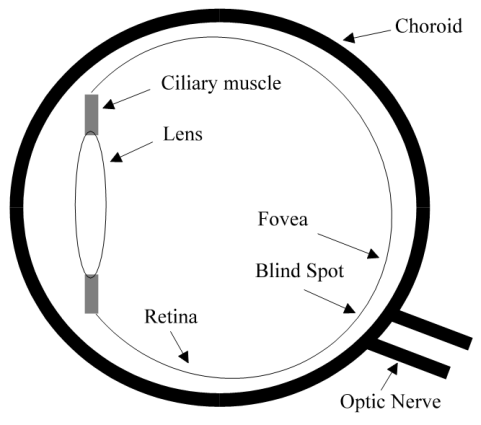 Choroid
Ciliary muscle
Lens
Fovea
Blind Spot
Retina
Optic Nerve